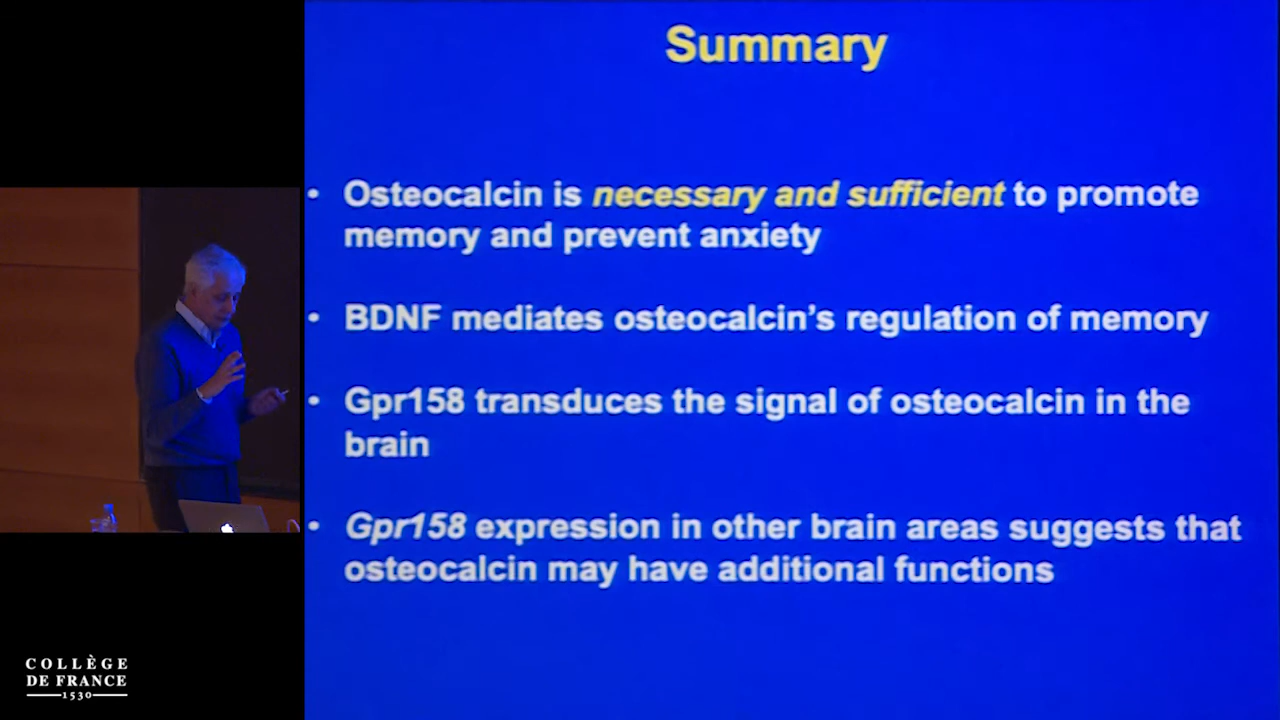 Summary
• Osteocalcin is necessary and sufficient to promote
memory and prevent anxiety
• BDNF mediates osteocalcin’s regulation of memory
• Gpr158 transduces the signal of osteocalcin in the
brain
• Gpr158 expression in other brain areas suggests that
osteocalcin may have additional functions
COLLÈGE
DE FRANCE
1530